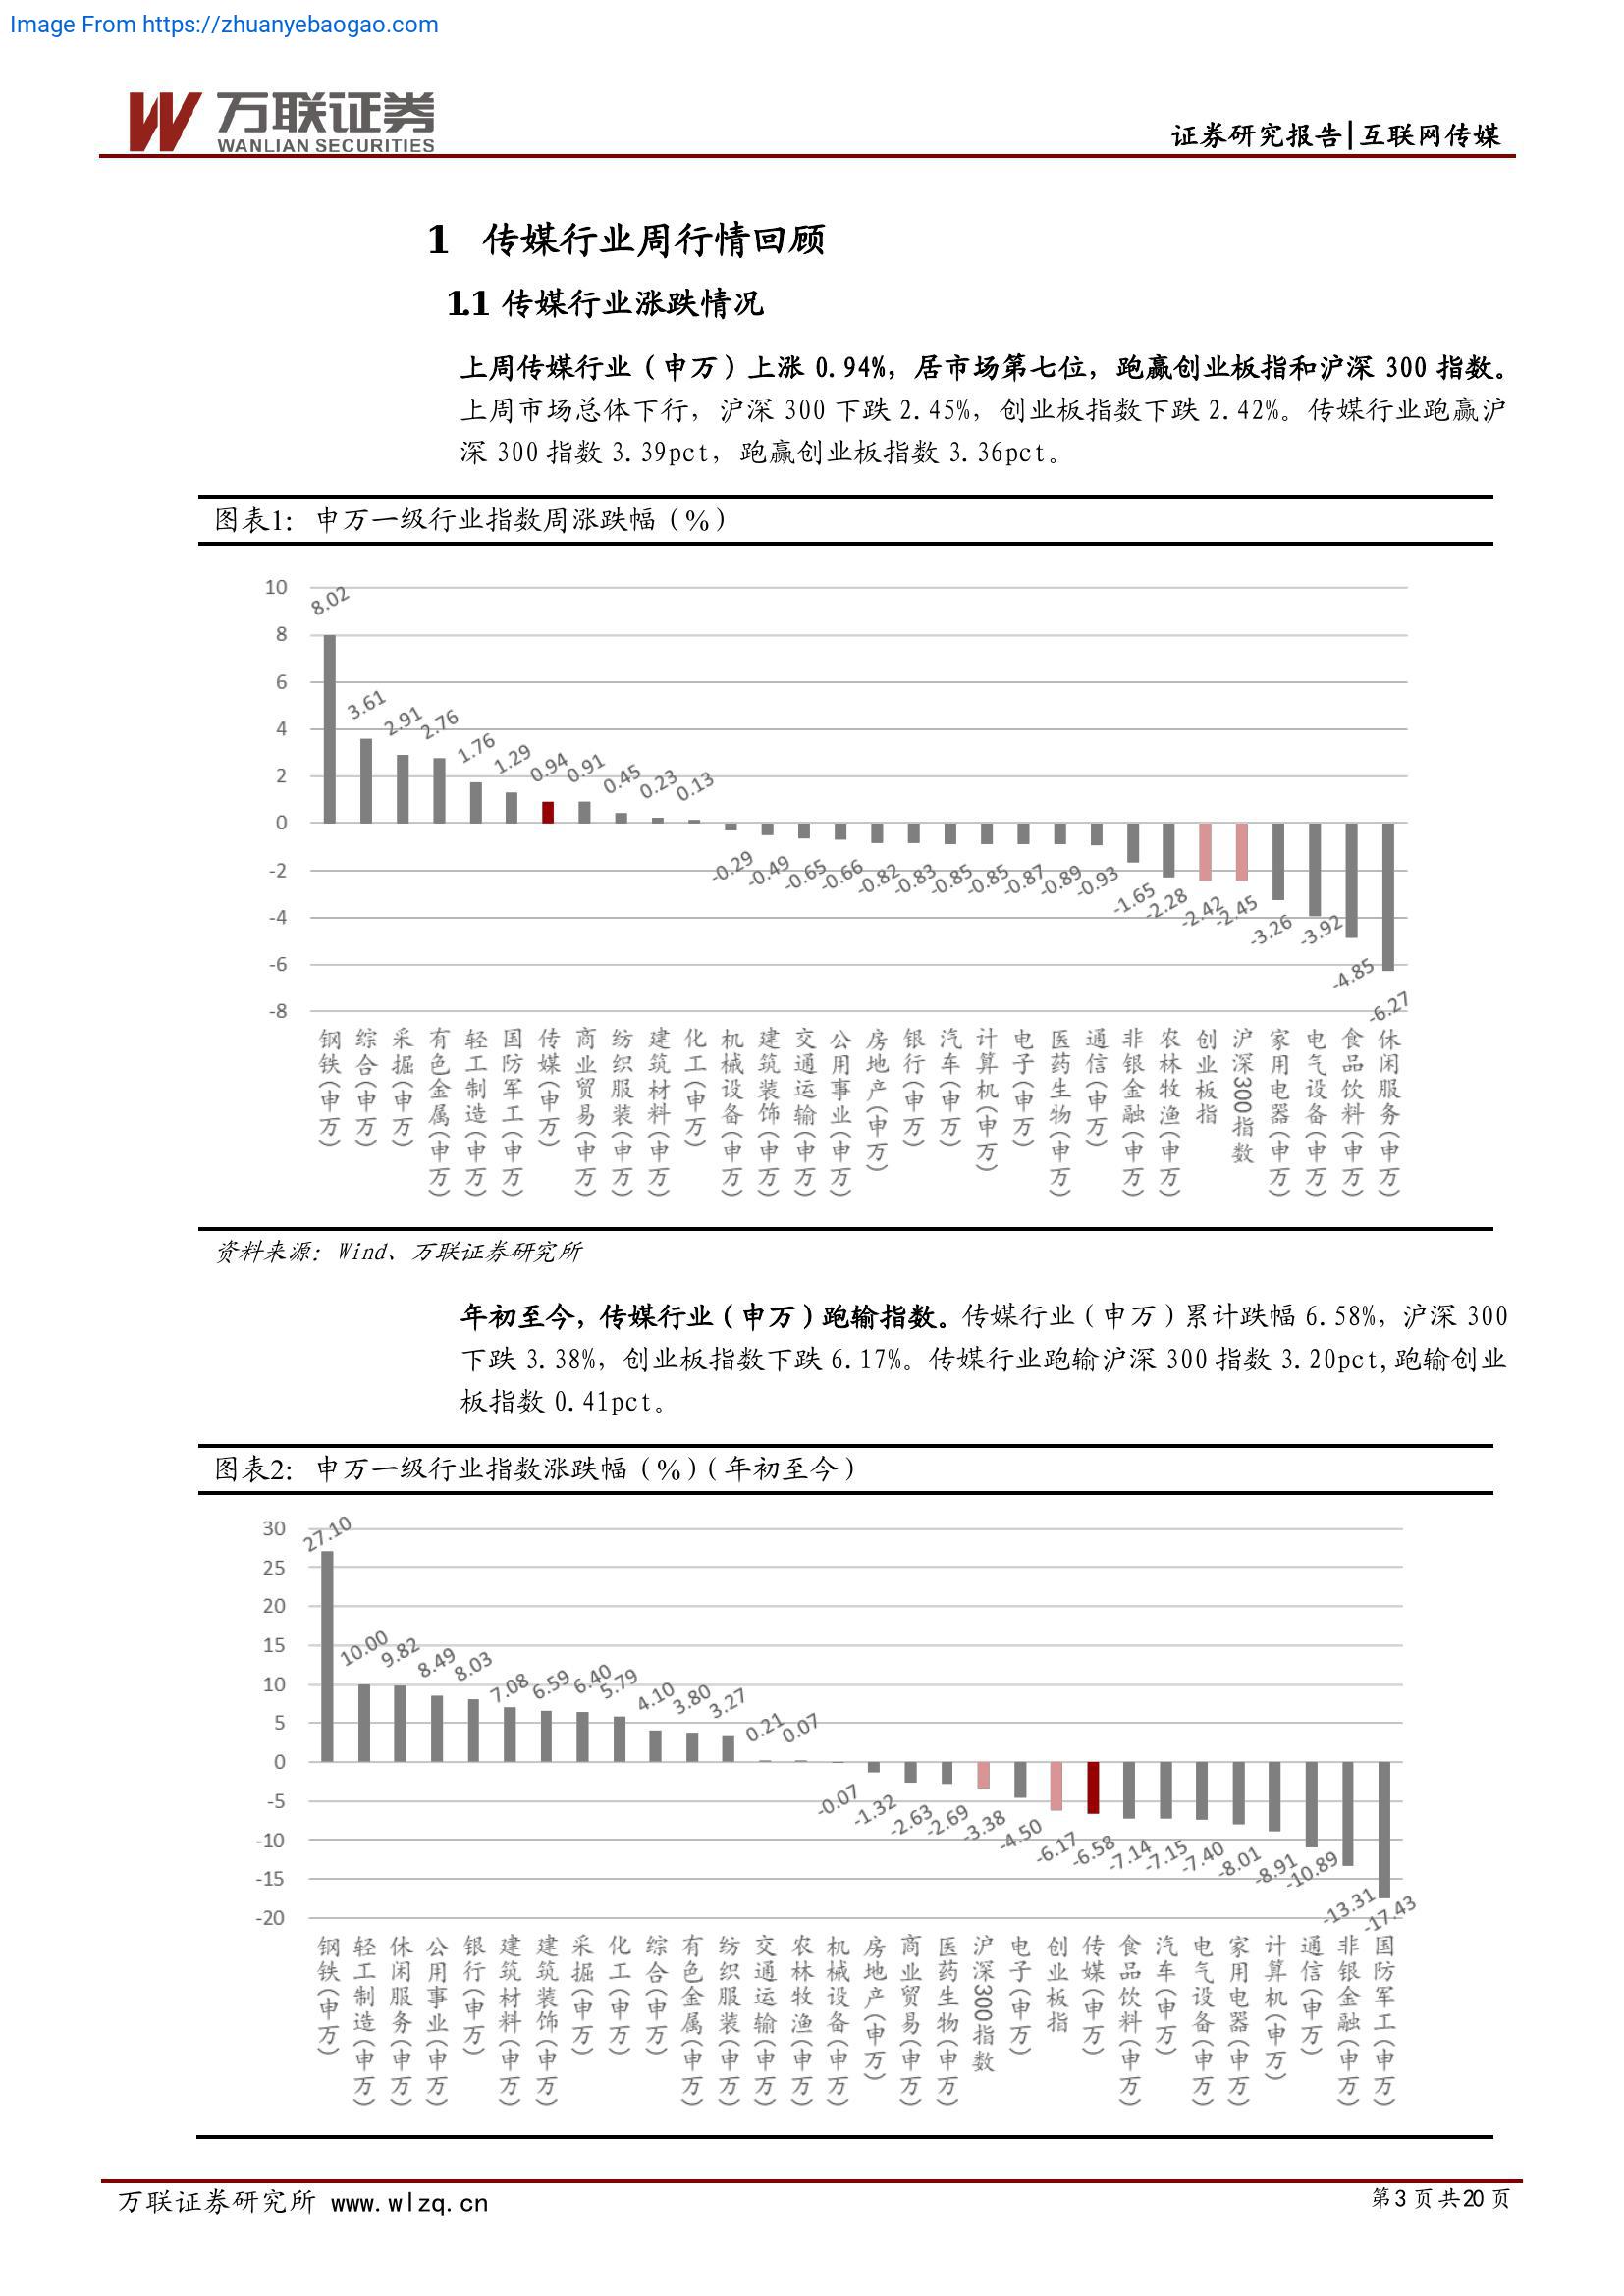 Image From https://zhuanyebaogao.com
万联证券
WANLIAN SECURITIES
证券研究报告|互联网传媒
1 传媒行业周行情回顾
1.1 传媒行业涨跌情况
上周传媒行业（申万）上涨 0.94%，居市场第七位，跑赢创业板指和沪深 300 指数。
上周市场总体下行，沪深 300 下跌 2.45%，创业板指数下跌 2.42%。传媒行业跑赢沪
深 300 指数 3.39pct，跑赢创业板指数 3.36pct。
图表1：申万一级行业指数周涨跌幅（%）
10
8
6
4
2
0
-2
-4
-6
-8
8.02
3.61
2.91
2.76
1.76
1.29
0.94
0.91
0.45
0.23
0.13
-0.29
-0.49
-0.65
-0.66
-0.82
-0.83
-0.85
-0.85
-0.87
-0.89
-0.93
-1.65
-2.28
-2.42
-2.45
-3.26
-3.92
-4.85
-6.27
钢铁(申万)
综合(申万)
采掘(申万)
有色金属(申万)
轻工制造(申万)
国防军工(申万)
传媒(申万)
商业贸易(申万)
纺织服装(申万)
建筑材料(申万)
化工(申万)
机械设备(申万)
建筑装饰(申万)
交通运输(申万)
公用事业(申万)
房地产(申万)
银行(申万)
汽车(申万)
计算机(申万)
电子(申万)
医药生物(申万)
通信(申万)
非银金融(申万)
农林牧渔(申万)
创业板指
沪深300指数
家用电器(申万)
电气设备(申万)
食品饮料(申万)
休闲服务(申万)
资料来源：Wind、万联证券研究所
年初至今，传媒行业（申万）跑输指数。传媒行业（申万）累计跌幅 6.58%，沪深 300
下跌 3.38%，创业板指数下跌 6.17%。传媒行业跑输沪深 300 指数 3.20pct,跑输创业
板指数 0.41pct。
图表2：申万一级行业指数涨跌幅（%）（年初至今）
30
25
20
15
10
5
0
-5
-10
-15
-20
27.10
10.00
9.82
8.49
8.03
7.08
6.59
6.40
5.79
4.10
3.80
3.27
0.21
0.07
-0.07
-1.32
-2.63
-2.69
-3.38
-4.50
-6.17
-6.58
-7.14
-7.15
-7.40
-8.01
-8.91
-10.89
-13.31
-17.43
钢铁(申万)
轻工制造(申万)
休闲服务(申万)
公用事业(申万)
银行(申万)
建筑材料(申万)
建筑装饰(申万)
采掘(申万)
化工(申万)
综合(申万)
有色金属(申万)
纺织服装(申万)
交通运输(申万)
农林牧渔(申万)
机械设备(申万)
房地产(申万)
商业贸易(申万)
医药生物(申万)
沪深300指数
电子(申万)
创业板指
传媒(申万)
食品饮料(申万)
汽车(申万)
电气设备(申万)
家用电器(申万)
计算机(申万)
通信(申万)
非银金融(申万)
国防军工(申万)
万联证券研究所 www.wlzq.cn
第 3 页 共 20 页